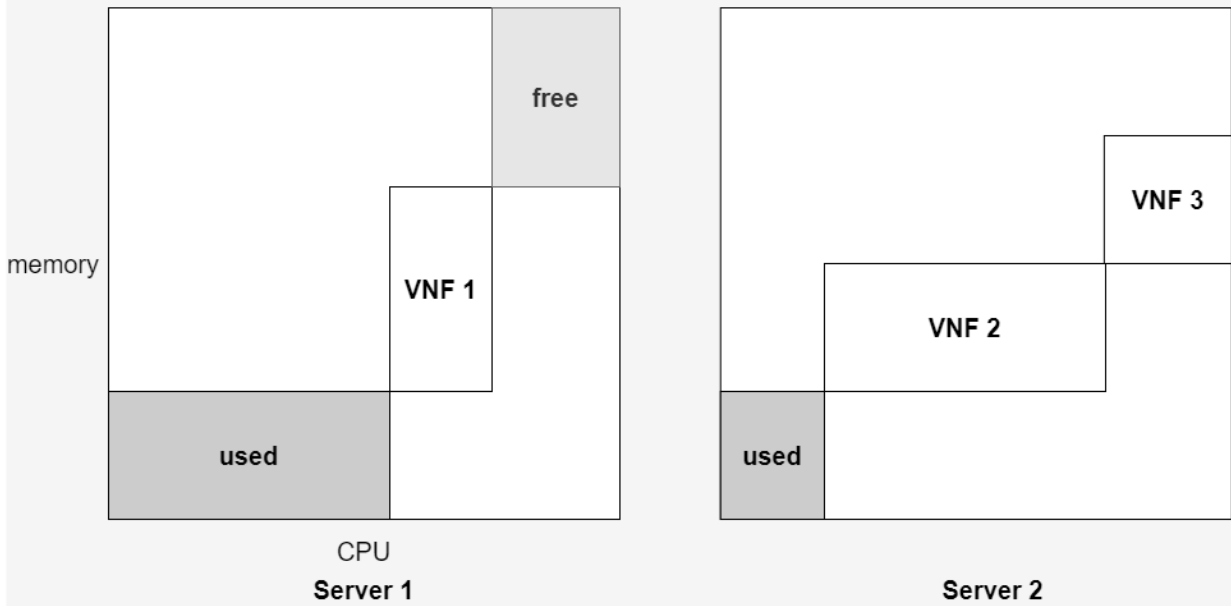 free
VNF 3
memory
VNF 1
VNF 2
used
used
CPU
Server 1
Server 2